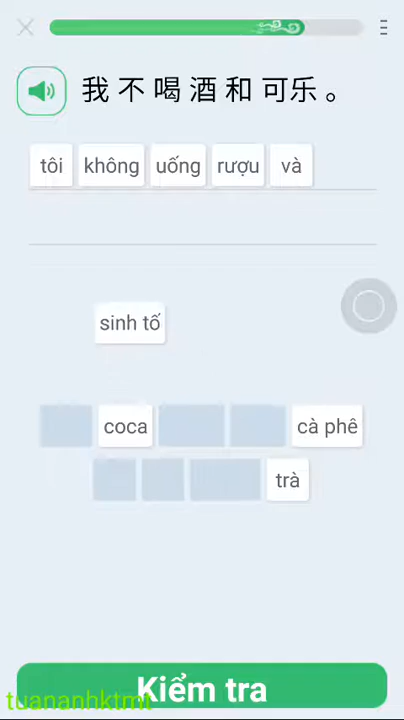 我不喝酒和可乐。
tôi không uống rượu và
sinh tố
coca cà phê
trà
Kiểm tra
tuananhktmt